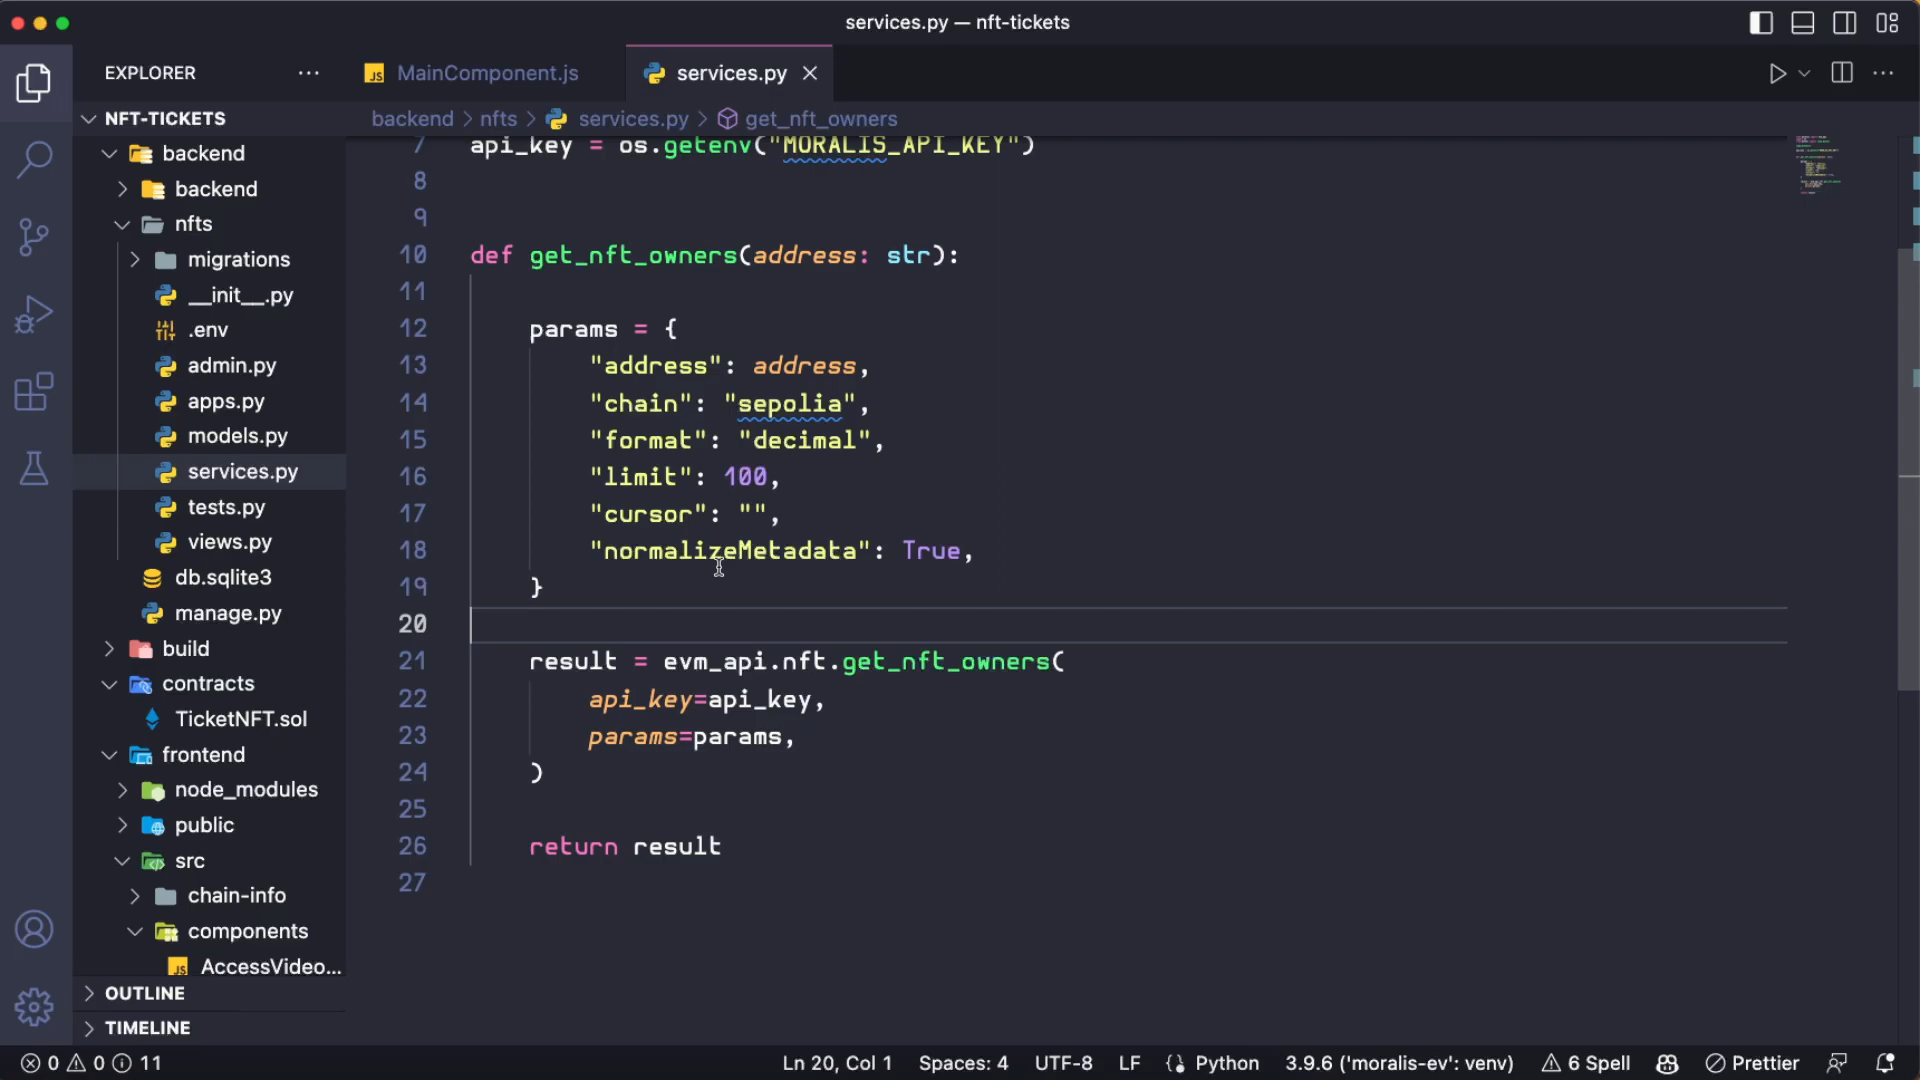 services.py — nft-tickets
EXPLORER
MainComponent.js
services.py
NFT-TICKETS
backend > nfts > services.py > get_nft_owners
backend
backend
nfts
migrations
__init__.py
.env
admin.py
apps.py
models.py
services.py
tests.py
views.py
db.sqlite3
manage.py
build
contracts
TicketNFT.sol
frontend
node_modules
public
src
chain-info
components
AccessVideo...
OUTLINE
TIMELINE
7 api_key = os.getenv("MORALIS_API_KEY")
8
9
10 def get_nft_owners(address: str):
11
12 params = {
13 "address": address,
14 "chain": "sepolia",
15 "format": "decimal",
16 "limit": 100,
17 "cursor": "",
18 "normalizeMetadata": True,
19 }
20
21 result = evm_api.nft.get_nft_owners(
22 api_key=api_key,
23 params=params,
24 )
25
26 return result
27
0 0 11 Ln 20, Col 1 Spaces: 4 UTF-8 LF Python 3.9.6 ('moralis-ev': venv) 6 Spell Prettier